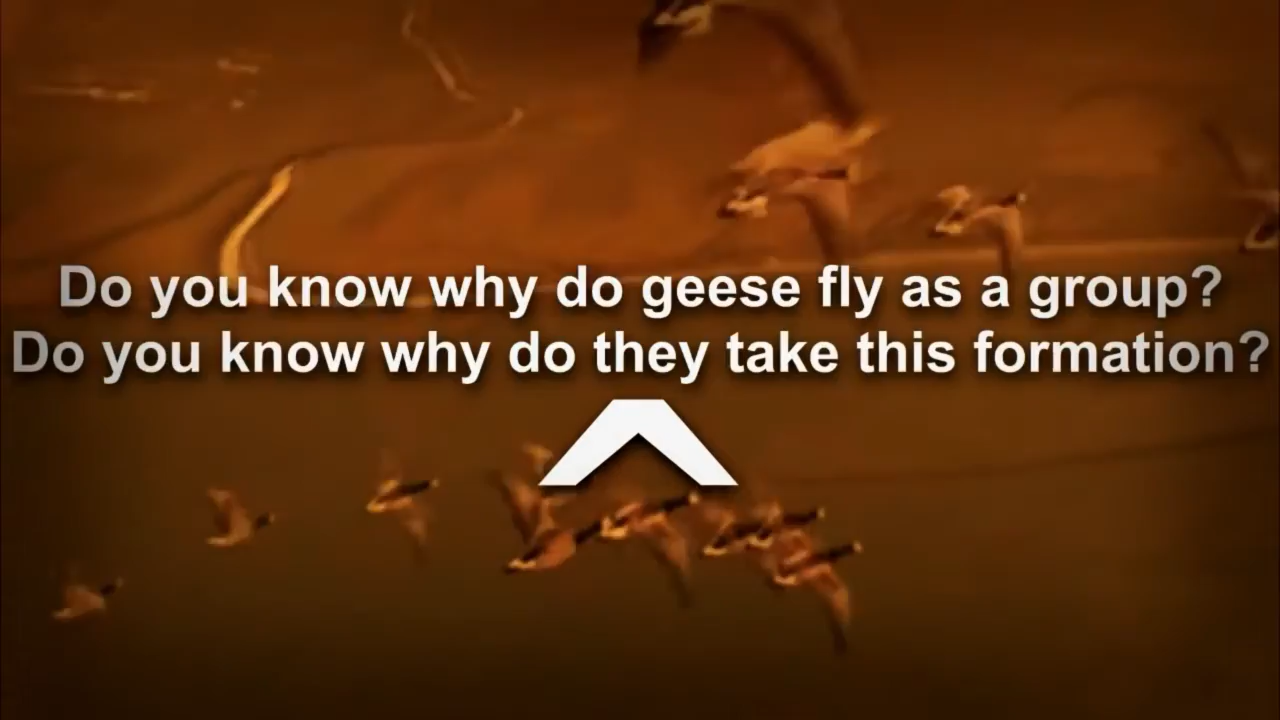 Do you know why do geese fly as a group?
Do you know why do they take this formation?